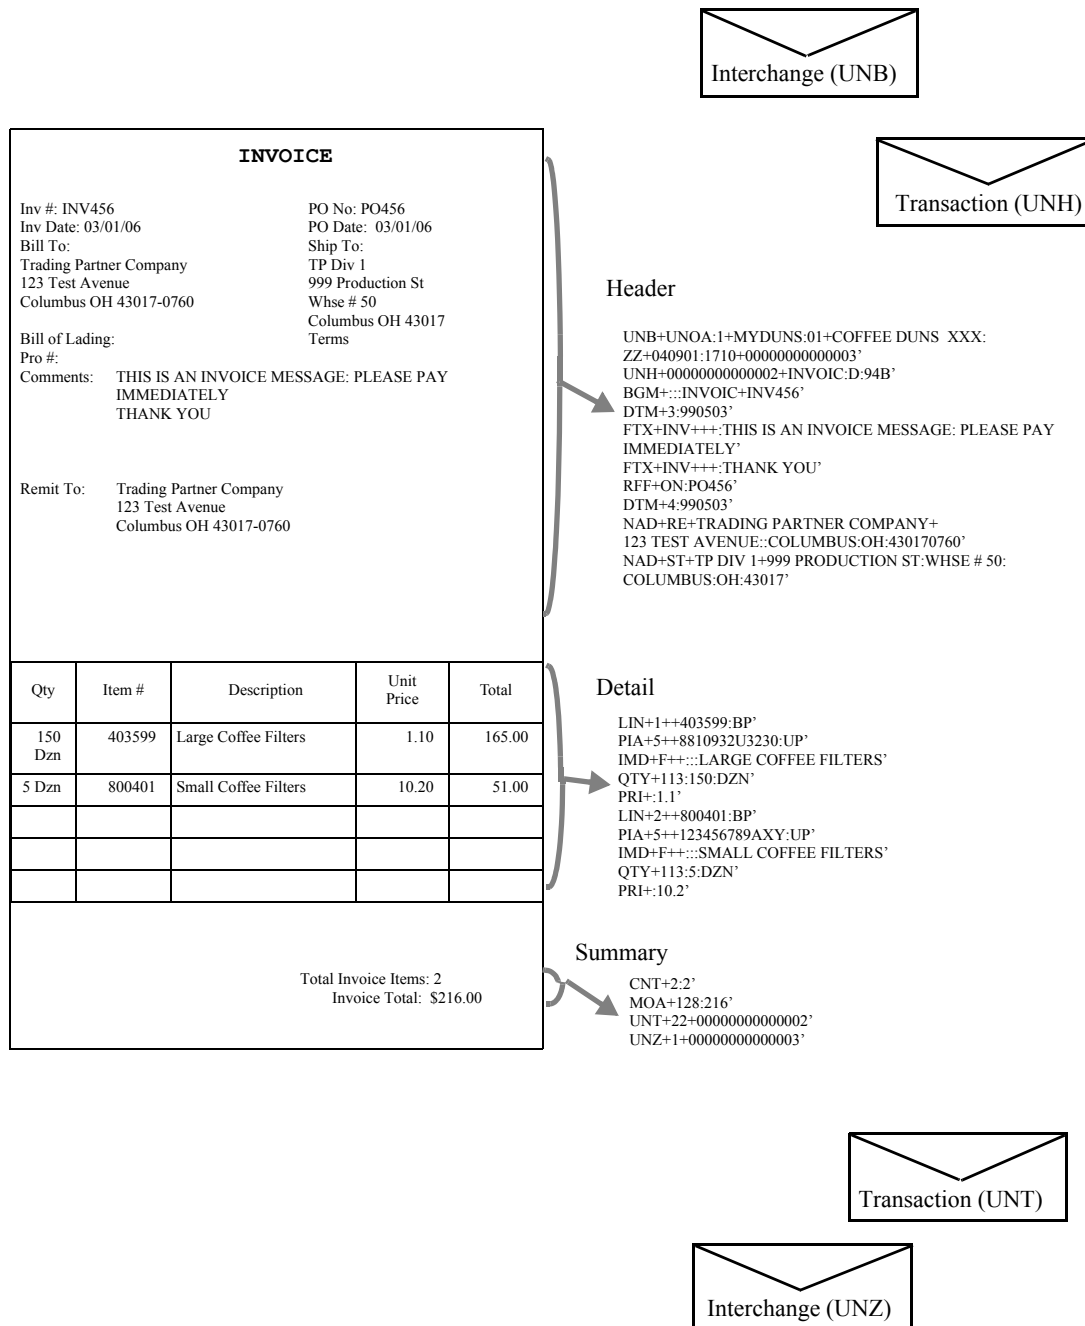 Interchange (UNB)
Transaction (UNH)
INVOICE
Inv #: INV456
Inv Date: 03/01/06
Bill To:
Trading Partner Company
123 Test Avenue
Columbus OH 43017-0760
Bill of Lading:
Pro #:
PO No: PO456
PO Date:  03/01/06
Ship To:
TP Div 1
999 Production St
Whse # 50
Columbus OH 43017
Terms
Comments: THIS IS AN INVOICE MESSAGE: PLEASE PAY
IMMEDIATELY
THANK YOU
Remit To: Trading Partner Company
123 Test Avenue
Columbus OH 43017-0760
Header
UNB+UNOA:1+MYDUNS:01+COFFEE DUNS  XXX:
ZZ+040901:1710+00000000000003’
UNH+00000000000002+INVOIC:D:94B’
BGM+:::INVOIC+INV456’
DTM+3:990503’
FTX+INV+++:THIS IS AN INVOICE MESSAGE: PLEASE PAY
IMMEDIATELY’
FTX+INV+++:THANK YOU’
RFF+ON:PO456’
DTM+4:990503’
NAD+RE+TRADING PARTNER COMPANY+
123 TEST AVENUE::COLUMBUS:OH:430170760’
NAD+ST+TP DIV 1+999 PRODUCTION ST:WHSE # 50:
COLUMBUS:OH:43017’
Qty Item # Description Unit Price Total
150 Dzn 403599 Large Coffee Filters 1.10 165.00
5 Dzn 800401 Small Coffee Filters 10.20 51.00
Detail
LIN+1++403599:BP’
PIA+5++8810932U3230:UP’
IMD+F++:::LARGE COFFEE FILTERS’
QTY+113:150:DZN’
PRI+:1.1’
LIN+2++800401:BP’
PIA+5++123456789AXY:UP’
IMD+F++:::SMALL COFFEE FILTERS’
QTY+113:5:DZN’
PRI+:10.2’
Total Invoice Items: 2
Invoice Total:  $216.00
Summary
CNT+2:2’
MOA+128:216’
UNT+22+00000000000002’
UNZ+1+00000000000003’
Transaction (UNT)
Interchange (UNZ)